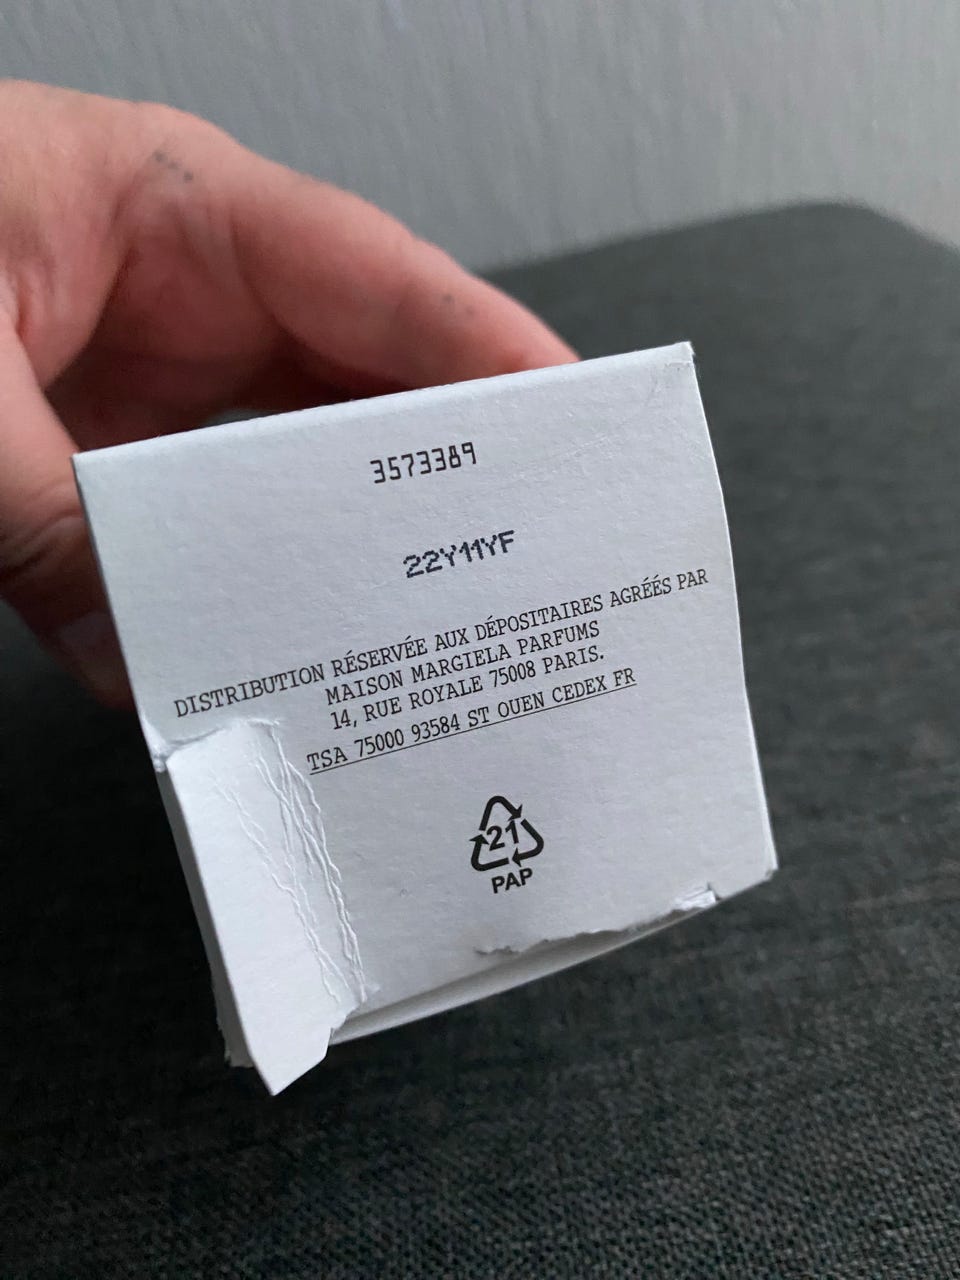 3573389
22Y11YF
DISTRIBUTION RÉSERVÉE AUX DÉPOSITAIRES AGRÉÉS PAR
MAISON MARGIELA PARFUMS
14, RUE ROYALE 75008 PARIS.
TSA 75000 93584 ST OUEN CEDEX FR
21
PAP